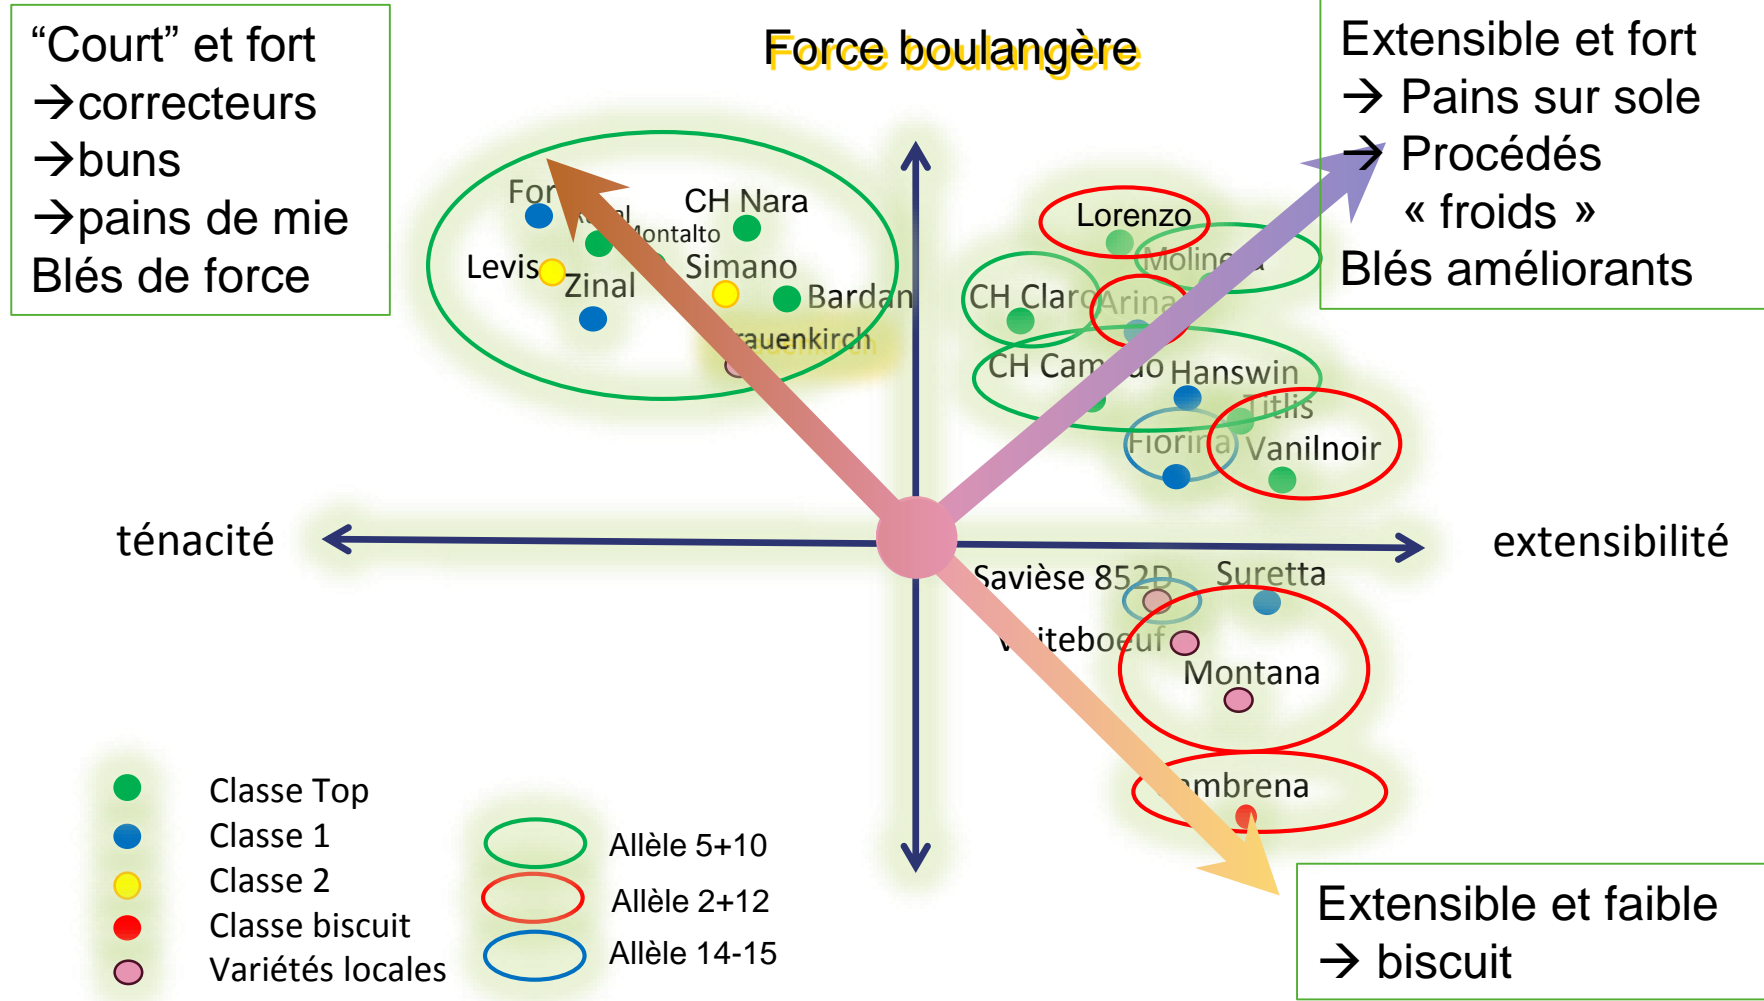 “Court” et fort
→correcteurs
→buns
→pains de mie
Blés de force
Force boulangère
Extensible et fort
→ Pains sur sole
→ Procédés
« froids »
Blés améliorants
CH Nara
Montalto
Levis
Simano
Zinal
Bardan
Lorenzo
CH Claro
Arina
Hanswin
Titlis
Fiorina
Vanilnoir
ténacité
extensibilité
Savièse 852D
Suretta
Montana
Classe Top
Classe 1
Classe 2
Classe biscuit
Variétés locales
Allèle 5+10
Allèle 2+12
Allèle 14-15
Extensible et faible
→ biscuit